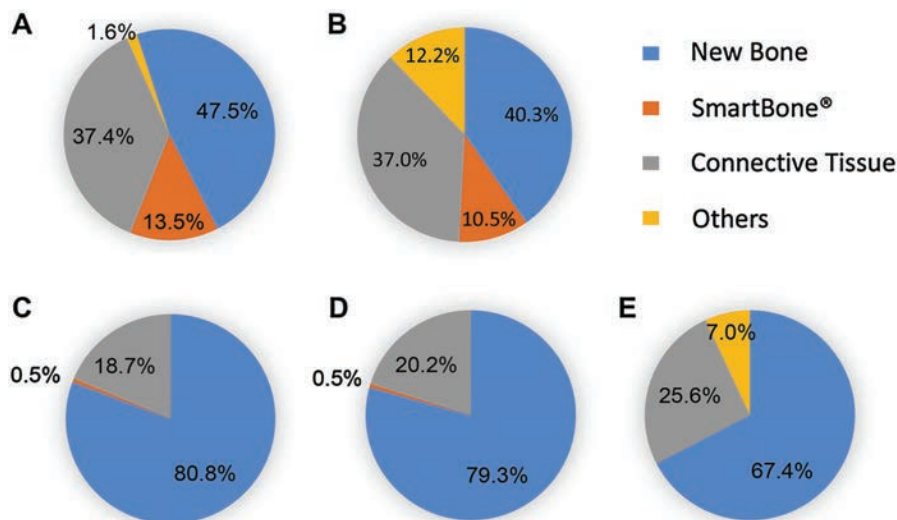 A
1.6%
47.5%
37.4%
13.5%
B
12.2%
40.3%
37.0%
10.5%
New Bone
SmartBone®
Connective Tissue
Others
C
18.7%
0.5%
80.8%
D
20.2%
0.5%
79.3%
E
7.0%
25.6%
67.4%